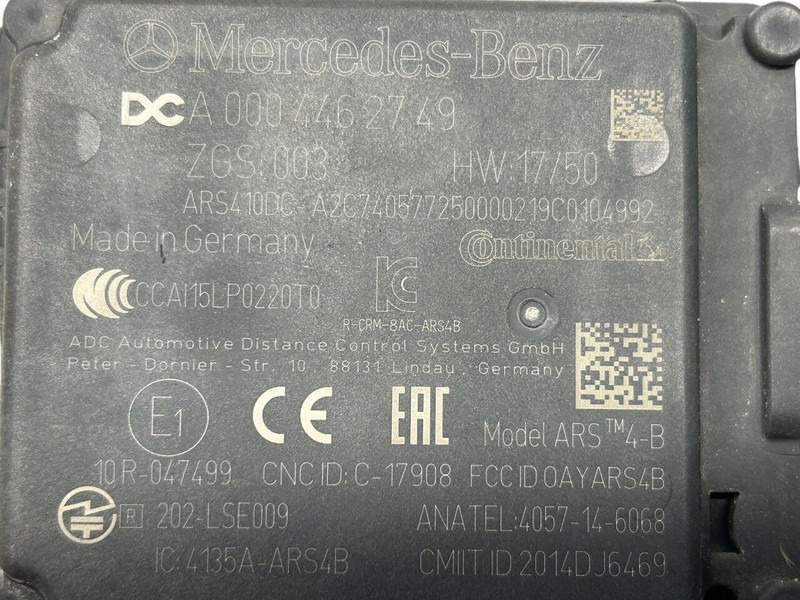 Mercedes-Benz
DC A 000 446 27 49
ZGS: 003 HW: 17/50
ARS410DC- A2C740577250000219C0104992
Made in Germany Continental
CCAI15LP0220T0
R-CRM-8AC-ARS4B
ADC Automotive Distance Control Systems GmbH
Peter - Dornier - Str. 10, 88131 Lindau, Germany
E1 CE EAC Model ARS™4-B
10 R-047499 CNC ID: C-17908 FCC ID OAYARS4B
R 202-LSE009 ANATEL: 4057-14-6068
IC: 4135A-ARS4B CMIIT ID 2014DJ6469